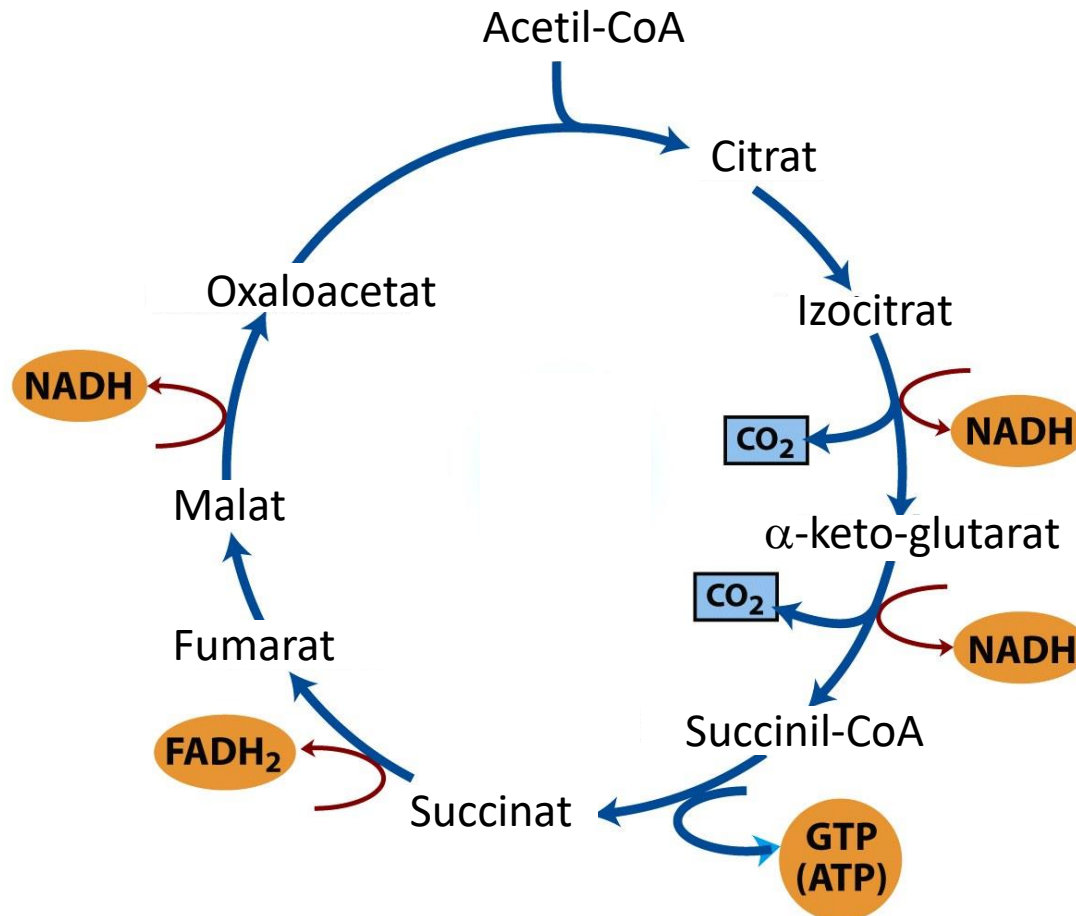 Acetil-CoA
Citrat
Izocitrat
NADH
CO₂
α-keto-glutarat
CO₂
NADH
Succinil-CoA
GTP
(ATP)
Succinat
FADH₂
Fumarat
Malat
NADH
Oxaloacetat